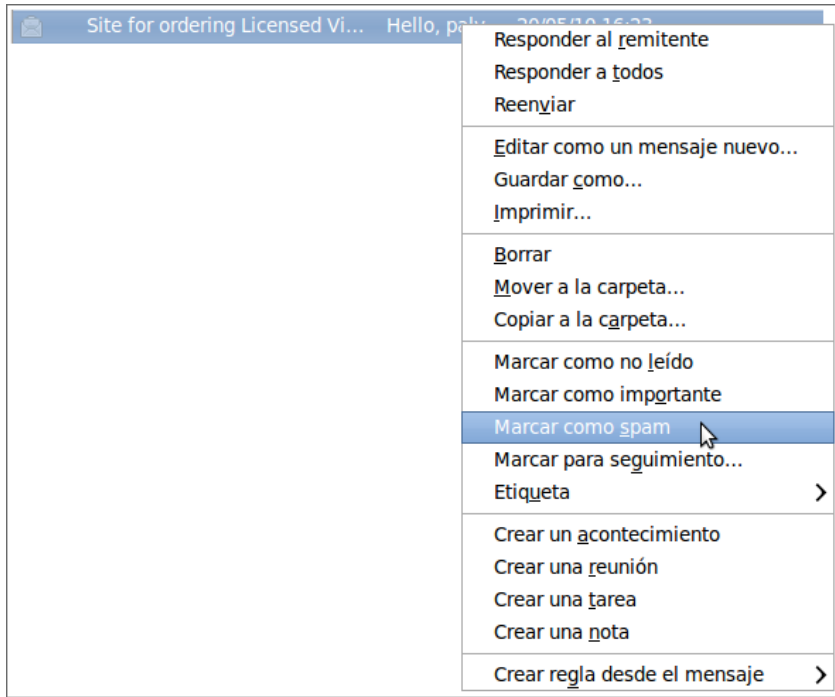 Site for ordering Licensed Vi... Hello, palv
Responder al remitente
Responder a todos
Reenviar
Editar como un mensaje nuevo...
Guardar como...
Imprimir...
Borrar
Mover a la carpeta...
Copiar a la carpeta...
Marcar como no leído
Marcar como importante
Marcar como spam
Marcar para seguimiento...
Etiqueta
Crear un acontecimiento
Crear una reunión
Crear una tarea
Crear una nota
Crear regla desde el mensaje